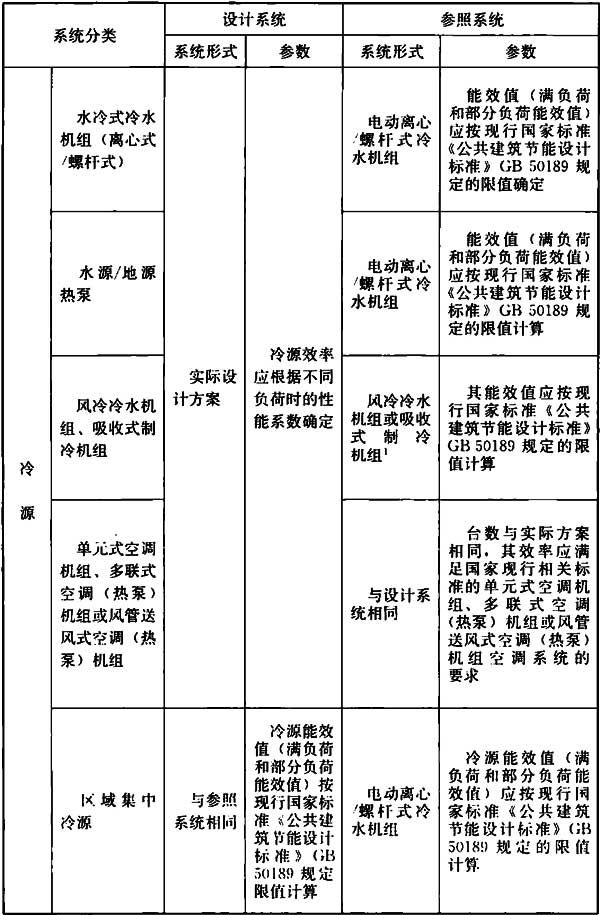 系统分类
设计系统
参照系统
系统形式
参数
系统形式
参数
冷
源
水冷式冷水
机组（离心式
/螺杆式）
实际设
计方案
冷源效率
应根据不同
负荷时的性
能系数确定
电动离心
/螺杆式冷
水机组
能效值（满负荷
和部分负荷能效值）
应按现行国家标准
《公共建筑节能设计
标准》GB 50189 规
定的限值确定
水源/地源
热泵
电动离心
/螺杆式冷
水机组
能效值（满负荷
和部分负荷能效值）
应按现行国家标准
《公共建筑节能设计
标准》GB 50189 规
定的限值计算
风冷冷水机
组、吸收式制
冷机组
风冷冷水
机组或吸收
式制冷
机组¹
其能效值应按现
行国家标准《公共
建筑节能设计标准》
GB 50189 规定的限
值计算
单元式空调
机组、多联式
空调（热泵）
机组或风管送
风式空调（热
泵）机组
与设计系
统相同
台数与实际方案
相同，其效率应满
足国家现行相关标
准的单元式空调机
组、多联式空调
（热泵）机组或风管
送风式空调（热泵）
机组空调系统的
要求
区域集中
冷源
与参照
系统相同
冷源能效
值（满负荷
和部分负荷
能效值）按
现行国家标
准《公共建
筑节能设计
标准》GB
50189 规定
限值计算
电动离心
/螺杆式冷
水机组
冷源能效值（满
负荷和部分负荷能
效值）应按现行国
家标准《公共建筑
节能设计标准》GB
50189 规定的限值
计算